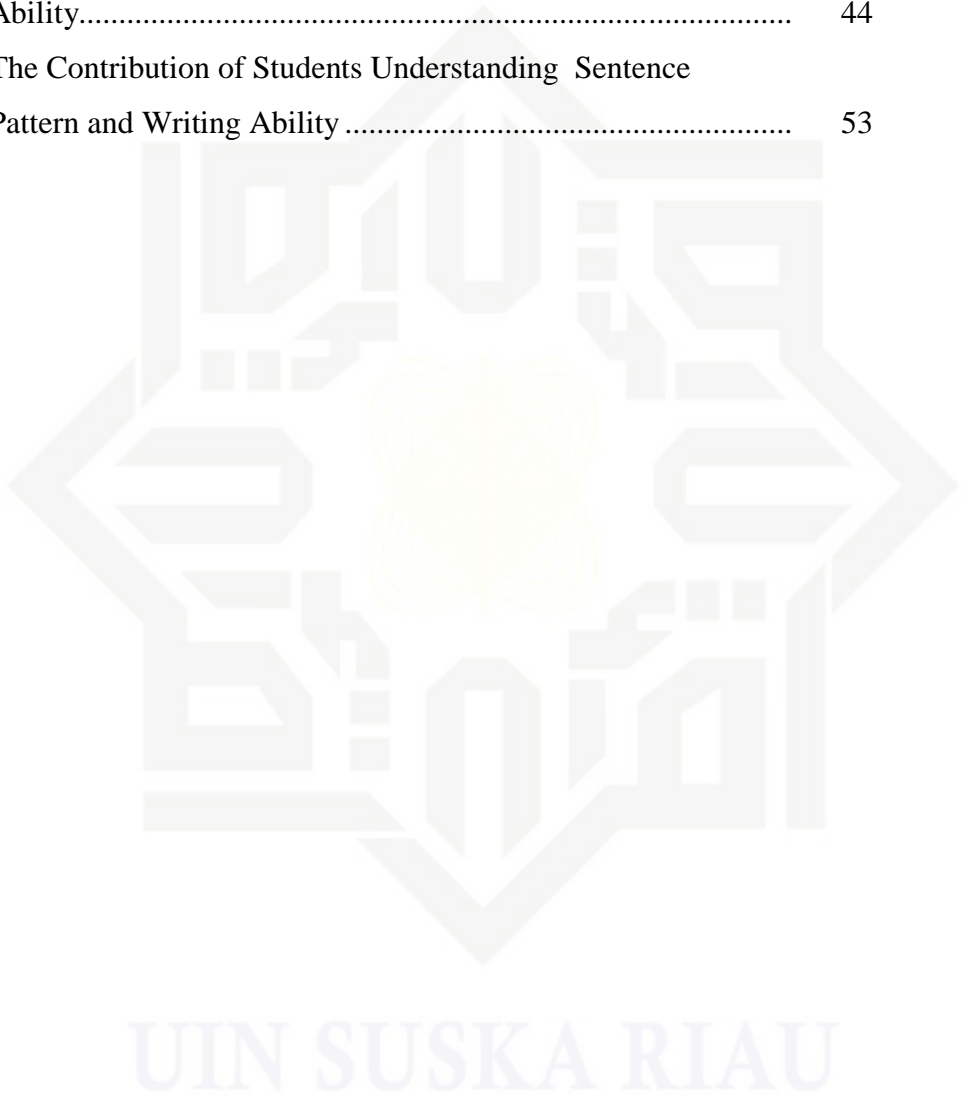 Ability......................................................................................... 44
The Contribution of Students Understanding  Sentence
Pattern and Writing Ability ........................................................ 53
UIN SUSKA RIAU